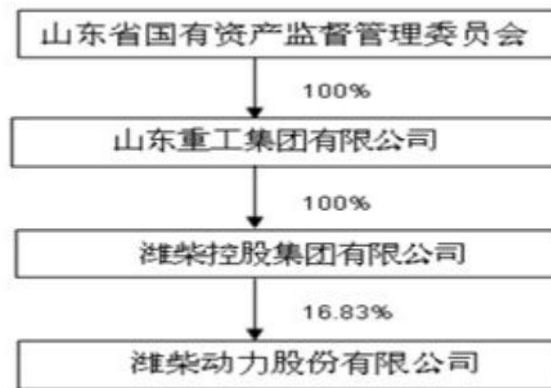 山东省国有资产监督管理委员会
100%
山东重工集团有限公司
100%
潍柴控股集团有限公司
16.83%
潍柴动力股份有限公司